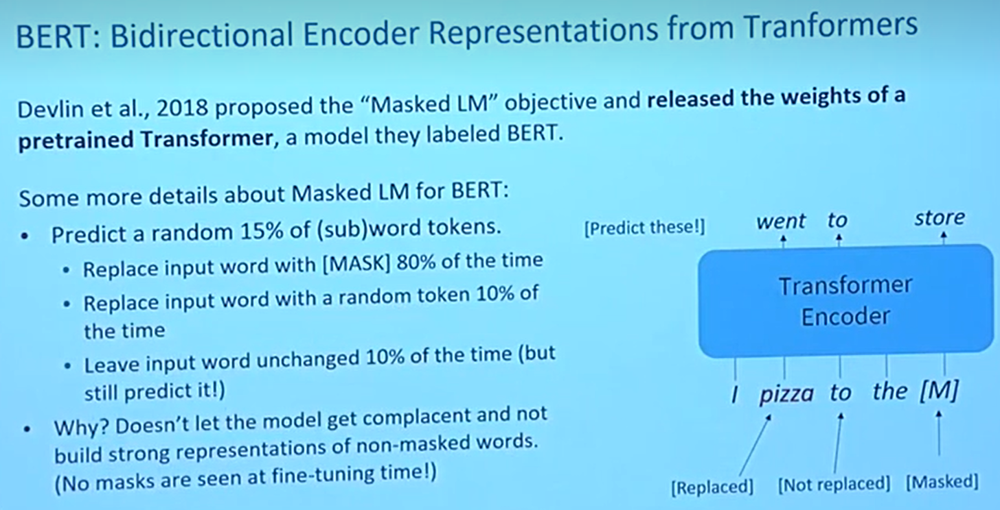 BERT: Bidirectional Encoder Representations from Tranformers
Devlin et al., 2018 proposed the “Masked LM” objective and released the weights of a
pretrained Transformer, a model they labeled BERT.
Some more details about Masked LM for BERT:
• Predict a random 15% of (sub)word tokens.
• Replace input word with [MASK] 80% of the time
• Replace input word with a random token 10% of
the time
• Leave input word unchanged 10% of the time (but
still predict it!)
• Why? Doesn’t let the model get complacent and not
build strong representations of non-masked words.
(No masks are seen at fine-tuning time!)
[Predict these!] went to store
Transformer
Encoder
I pizza to the [M]
[Replaced] [Not replaced] [Masked]